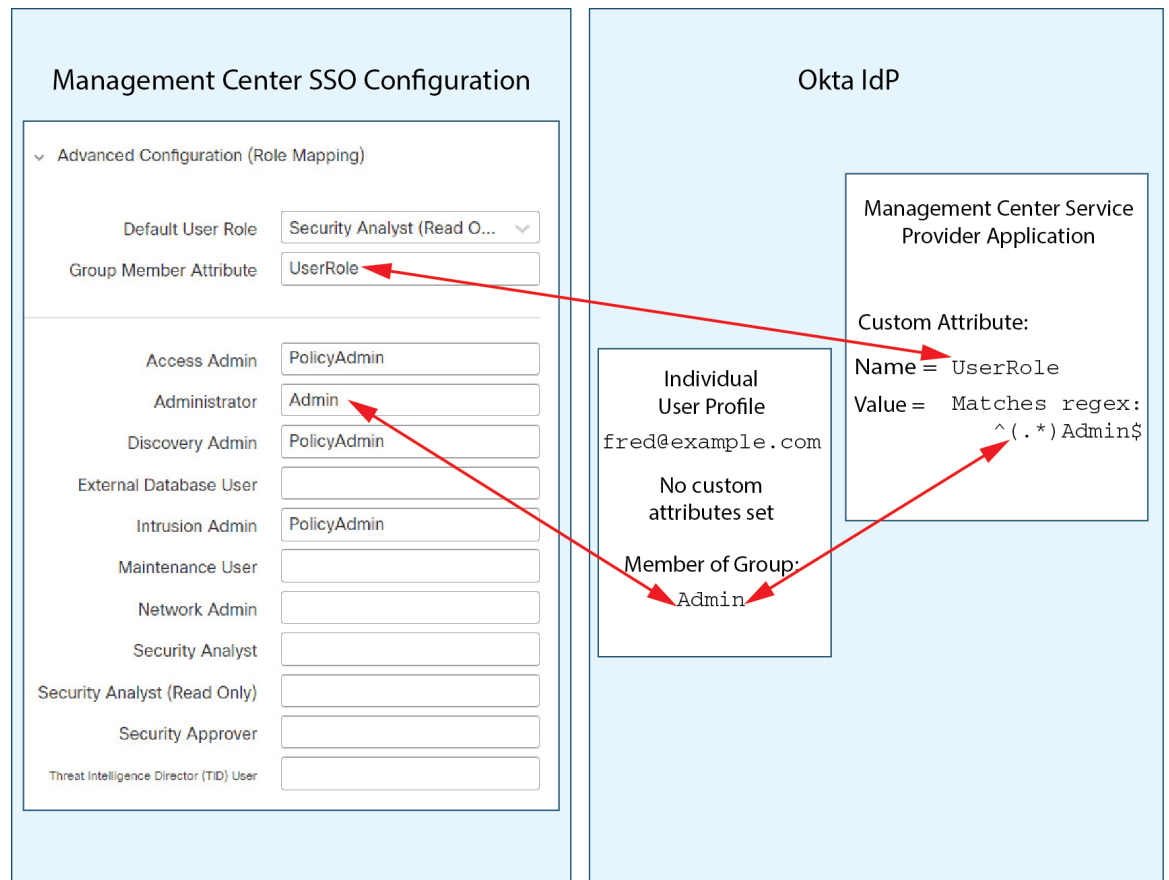 Management Center SSO Configuration
Advanced Configuration (Role Mapping)
Default User Role Security Analyst (Read O...
Group Member Attribute UserRole
Access Admin PolicyAdmin
Administrator Admin
Discovery Admin PolicyAdmin
External Database User
Intrusion Admin PolicyAdmin
Maintenance User
Network Admin
Security Analyst
Security Analyst (Read Only)
Security Approver
Threat Intelligence Director (TID) User
Okta IdP
Individual
User Profile
fred@example.com
No custom
attributes set
Member of Group:
Admin
Management Center Service
Provider Application
Custom Attribute:
Name = UserRole
Value = Matches regex:
^(.*)Admin$